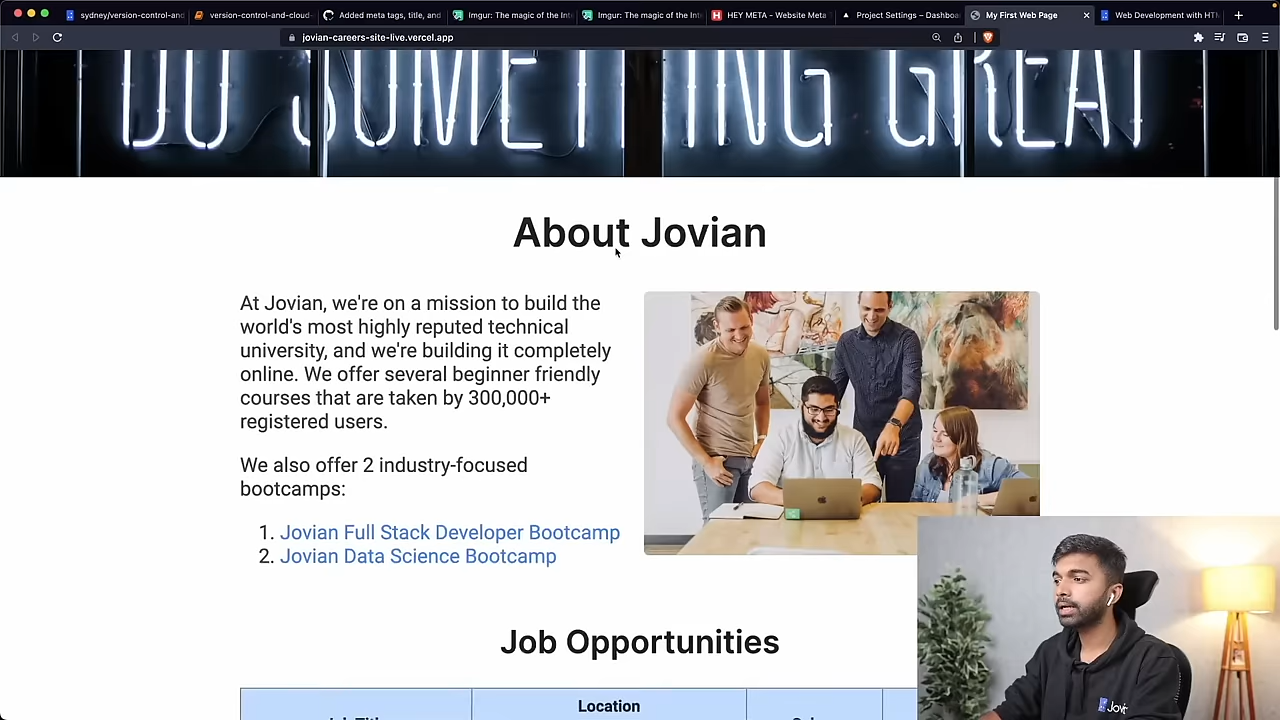 sydney/version-control-and
version-control-and-cloud-
Added meta tags, title, and
Imgur: The magic of the Int
Imgur: The magic of the Int
HEY META - Website Meta T
Project Settings – Dashboa
My First Web Page
Web Development with HTM
jovian-careers-site-live.vercel.app
DO SOMETHING GREAT
About Jovian
At Jovian, we're on a mission to build the
world's most highly reputed technical
university, and we're building it completely
online. We offer several beginner friendly
courses that are taken by 300,000+
registered users.
We also offer 2 industry-focused
bootcamps:
1. Jovian Full Stack Developer Bootcamp
2. Jovian Data Science Bootcamp
Job Opportunities
Location